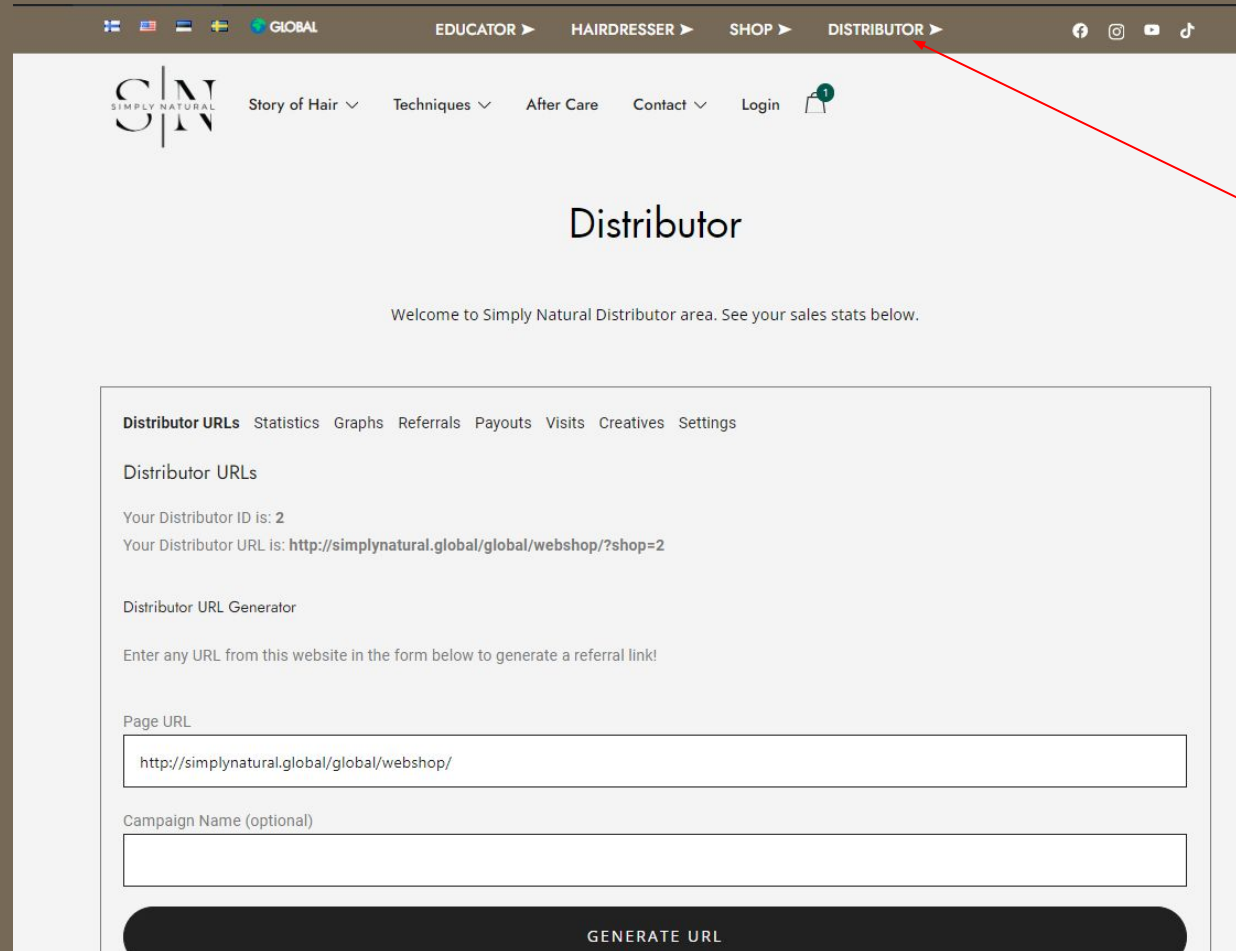 GLOBAL EDUCATOR ➤ HAIRDRESSER ➤ SHOP ➤ DISTRIBUTOR ➤
S|N
SIMPLY NATURAL
Story of Hair Techniques After Care Contact Login 1
Distributor
Welcome to Simply Natural Distributor area. See your sales stats below.
Distributor URLs Statistics Graphs Referrals Payouts Visits Creatives Settings
Distributor URLs
Your Distributor ID is: 2
Your Distributor URL is: http://simplynatural.global/global/webshop/?shop=2
Distributor URL Generator
Enter any URL from this website in the form below to generate a referral link!
Page URL
http://simplynatural.global/global/webshop/
Campaign Name (optional)
GENERATE URL